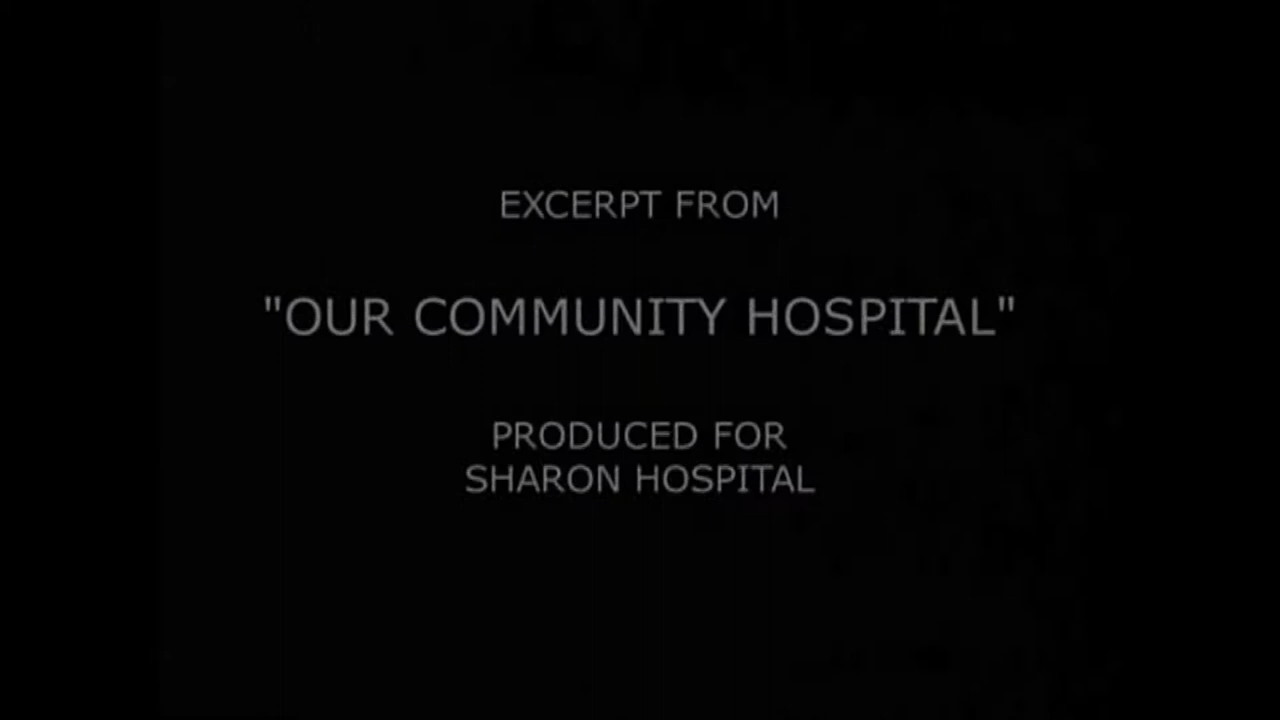 EXCERPT FROM
"OUR COMMUNITY HOSPITAL"
PRODUCED FOR
SHARON HOSPITAL